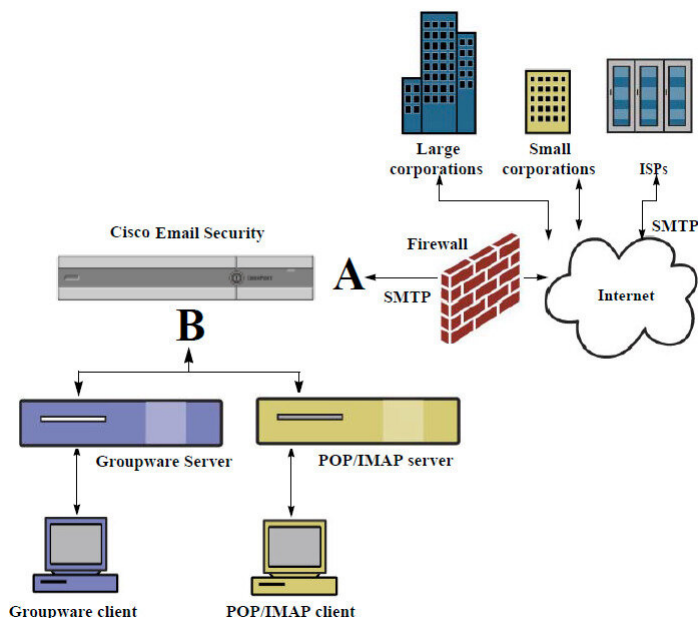 Large
corporations
Small
corporations
ISPs
SMTP
Cisco Email Security
Firewall
A
SMTP
Internet
B
Groupware Server
POP/IMAP server
Groupware client
POP/IMAP client